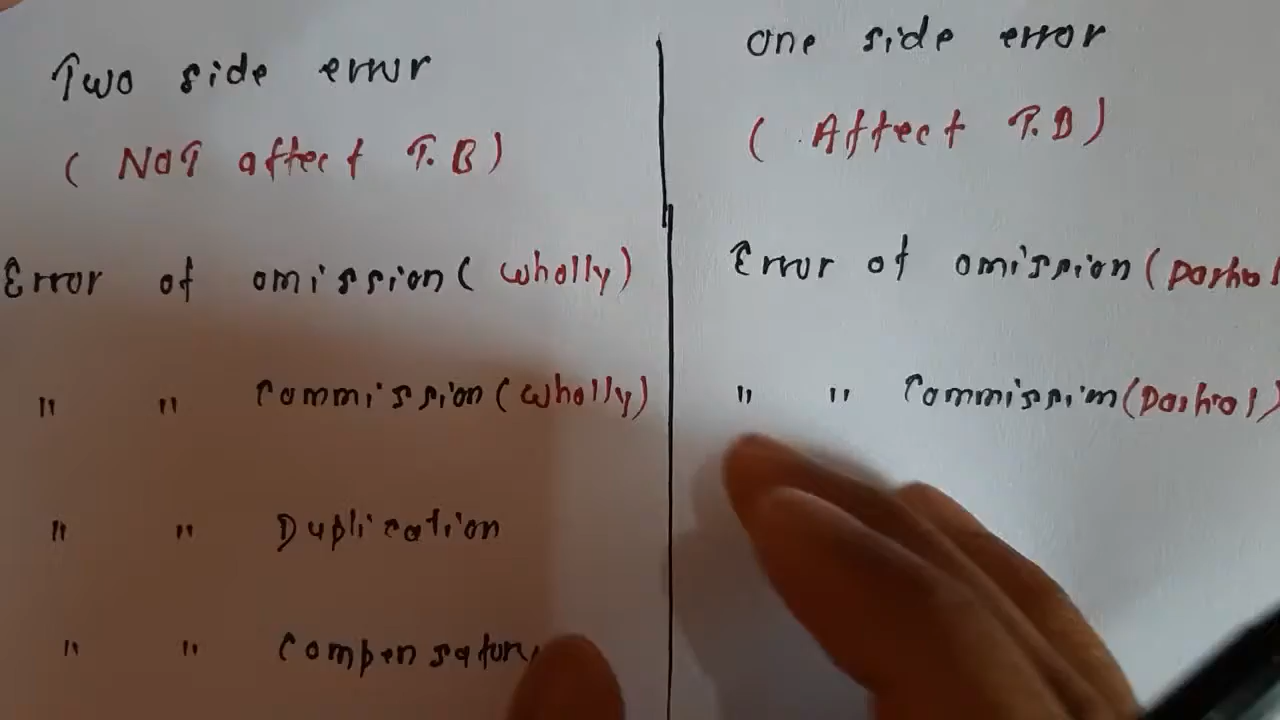 Two side error
(Not affect T.B)
Error of omission (wholly)
" " Commission (wholly)
" " Duplication
" " Compensatory
One side error
(Affect T.B)
Error of omission (
" " Commission (